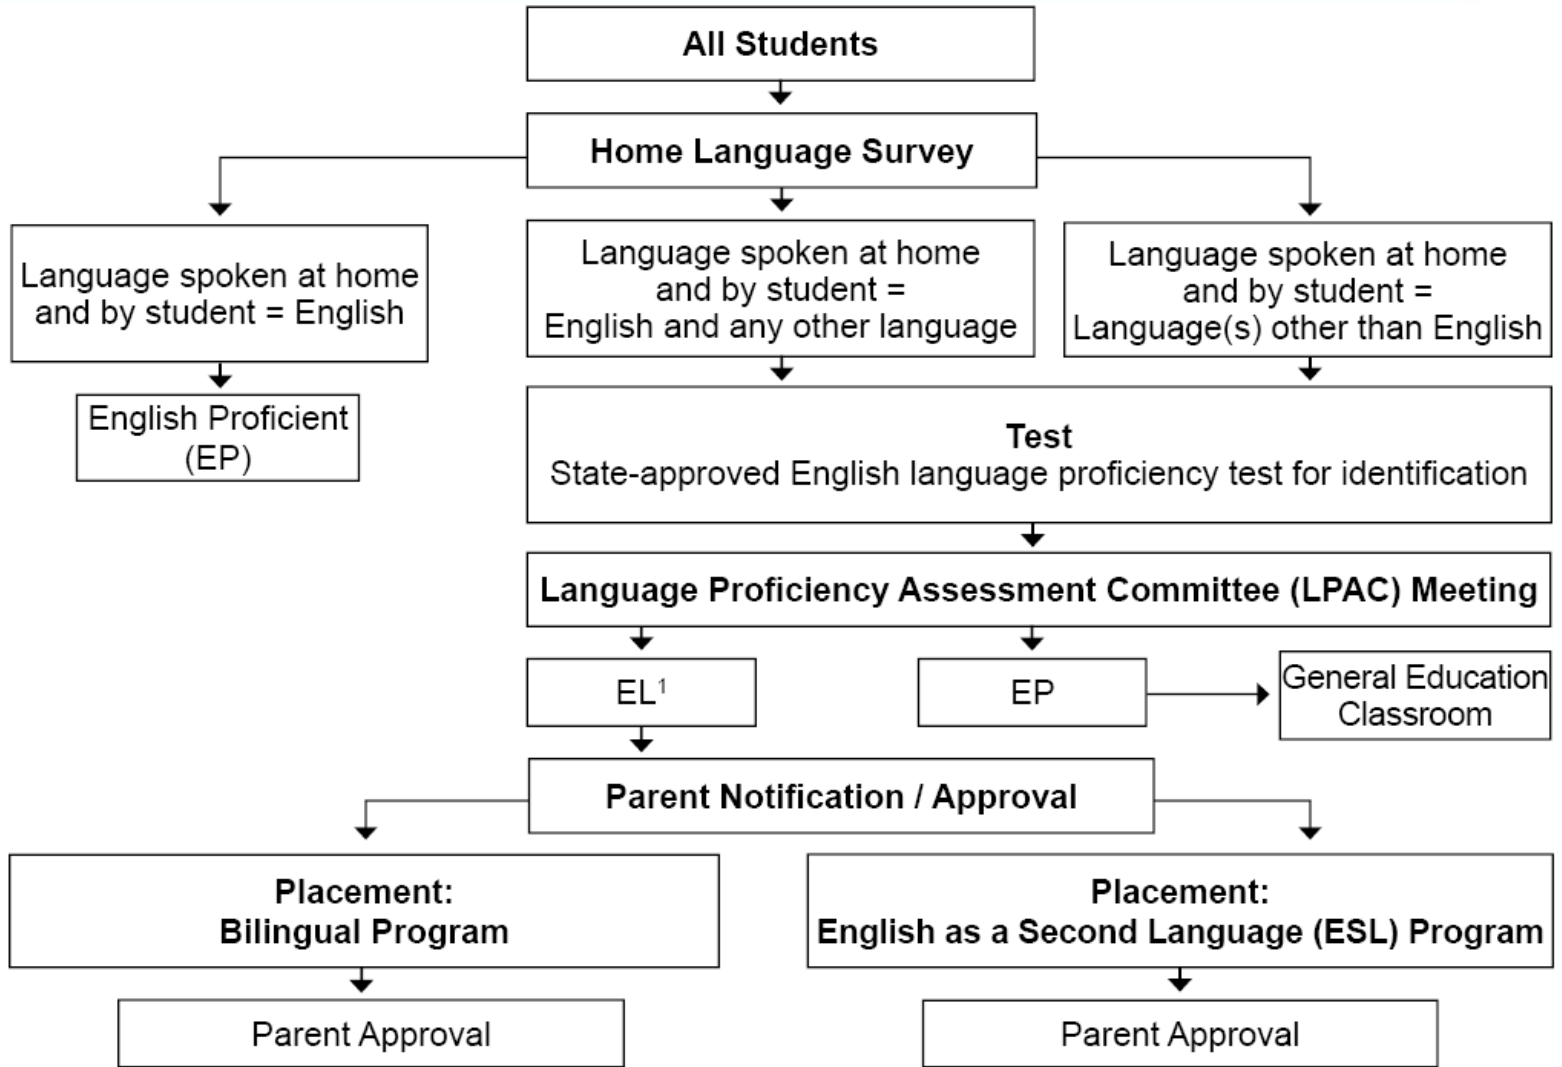 All Students
Home Language Survey
Language spoken at home
and by student = English
Language spoken at home
and by student =
English and any other language
Language spoken at home
and by student =
Language(s) other than English
English Proficient
(EP)
Test
State-approved English language proficiency test for identification
Language Proficiency Assessment Committee (LPAC) Meeting
EL¹
EP
General Education
Classroom
Parent Notification / Approval
Placement:
Bilingual Program
Placement:
English as a Second Language (ESL) Program
Parent Approval
Parent Approval